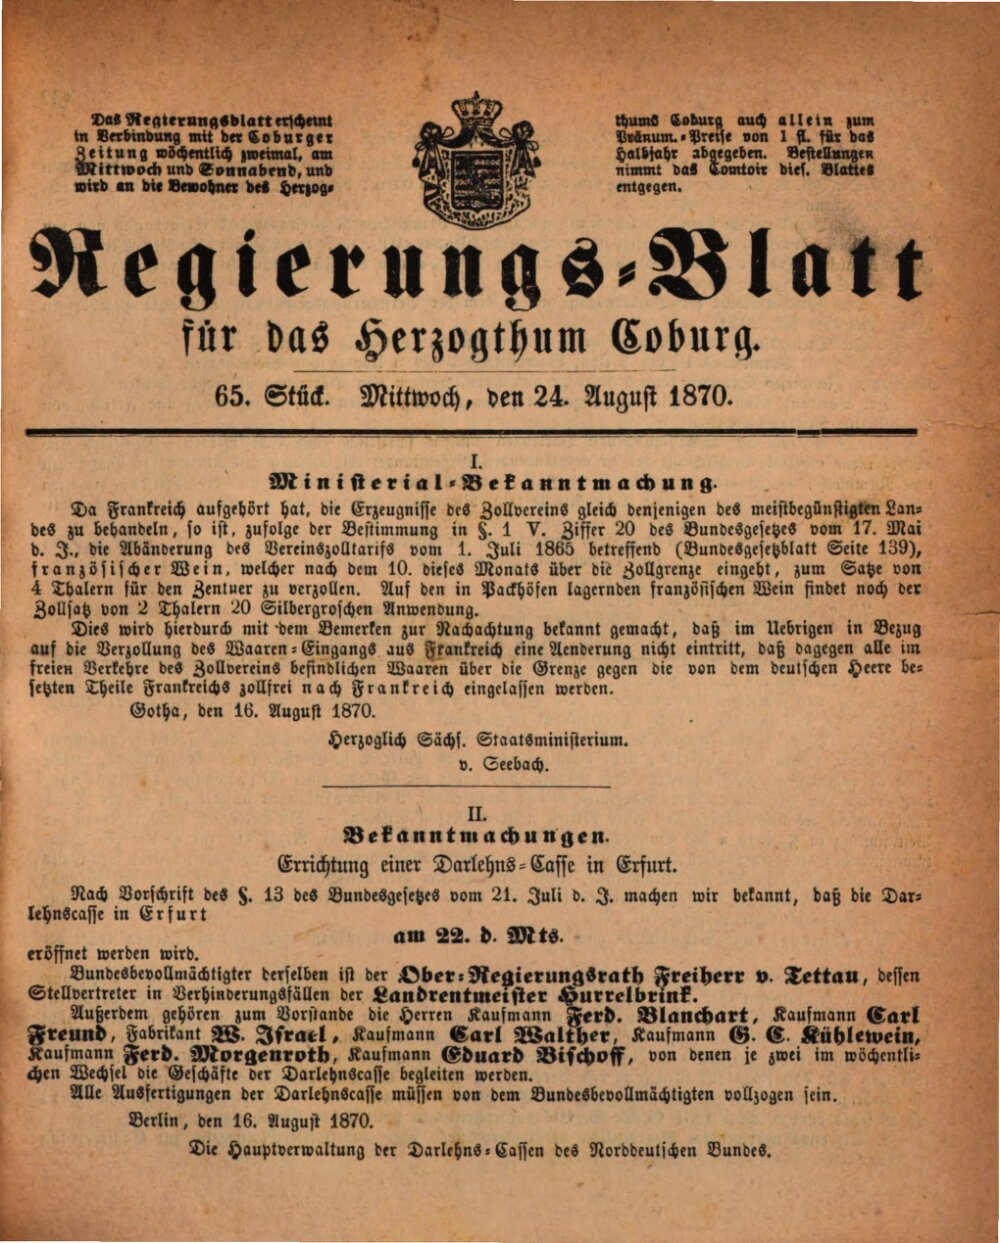 Das Regierungsblatt erscheint
in Verbindung mit der Coburger
Zeitung wöchentlich zweimal, am
Mittwoch und Sonnabend, und
wird an die Bewohner des Herzog-
thums Coburg auch allein zum
Pränum.-Preise von 1 fl. für das
Halbjahr abgegeben. Bestellungen
nimmt das Comtoir dies. Blattes
entgegen.
Regierungs-Blatt
für das Herzogthum Coburg.
65. Stück. Mittwoch, den 24. August 1870.
I.
Ministerial-Bekanntmachung.
Da Frankreich aufgehört hat, die Erzeugnisse des Zollvereins gleich denjenigen des meistbegünstigten Lan-
des zu behandeln, so ist, zufolge der Bestimmung in §. 1 V. Ziffer 20 des Bundesgesetzes vom 17. Mai
d. J., die Abänderung des Vereinszolltarifs vom 1. Juli 1865 betreffend (Bundesgesetzblatt Seite 139),
französischer Wein, welcher nach dem 10. dieses Monats über die Zollgrenze eingeht, zum Satze von
4 Thalern für den Zentner zu verzollen. Auf den in Packhöfen lagernden französischen Wein findet noch der
Zollsatz von 2 Thalern 20 Silbergroschen Anwendung.
Dies wird hierdurch mit dem Bemerken zur Nachachtung bekannt gemacht, daß im Uebrigen in Bezug
auf die Verzollung des Waaren-Eingangs aus Frankreich eine Aenderung nicht eintritt, daß dagegen alle im
freien Verkehre des Zollvereins befindlichen Waaren über die Grenze gegen die von dem deutschen Heere be-
setzten Theile Frankreichs zollfrei nach Frankreich eingelassen werden.
Gotha, den 16. August 1870.
Herzoglich Sächs. Staatsministerium.
v. Seebach.
II.
Bekanntmachungen.
Errichtung einer Darlehns-Casse in Erfurt.
Nach Vorschrift des §. 13 des Bundesgesetzes vom 21. Juli d. J. machen wir bekannt, daß die Dar-
lehnscasse in Erfurt
am 22. d. Mts.
eröffnet werden wird.
Bundesbevollmächtigter derselben ist der Ober-Regierungsrath Freiherr v. Tettau, dessen
Stellvertreter in Verhinderungsfällen der Landrentmeister Hurrelbrink.
Außerdem gehören zum Vorstande die Herren Kaufmann Ferd. Blanchart, Kaufmann Carl
Freund, Fabrikant W. Israel, Kaufmann Carl Walther, Kaufmann G. C. Kühlewein,
Kaufmann Ferd. Morgenroth, Kaufmann Eduard Bischoff, von denen je zwei im wöchentli-
chen Wechsel die Geschäfte der Darlehnscasse begleiten werden.
Alle Ausfertigungen der Darlehnscasse müssen von dem Bundesbevollmächtigten vollzogen sein.
Berlin, den 16. August 1870.
Die Hauptverwaltung der Darlehns-Cassen des Norddeutschen Bundes.